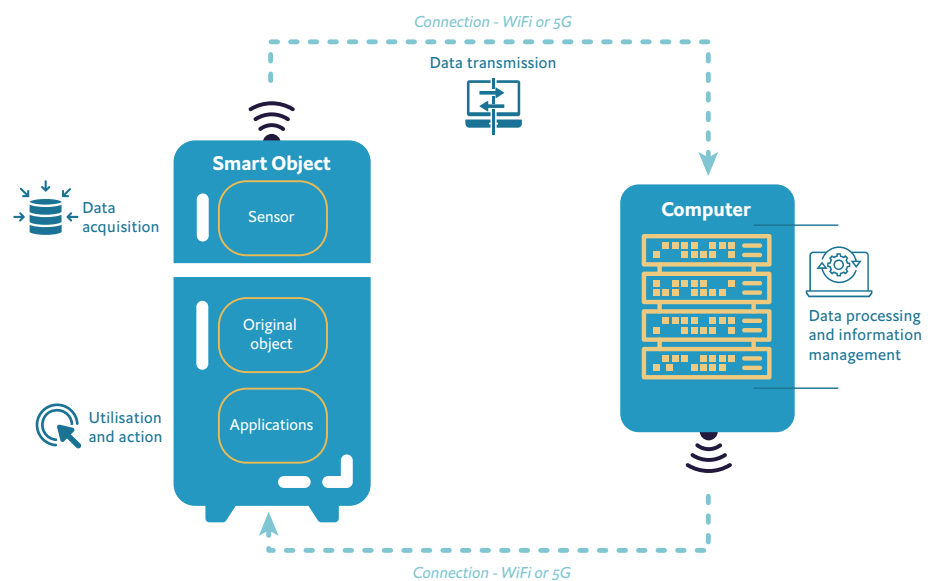 Connection - WiFi or 5G
Data transmission
Smart Object
Sensor
Data
acquisition
Original
object
Applications
Utilisation
and action
Computer
Data processing
and information
management
Connection - WiFi or 5G